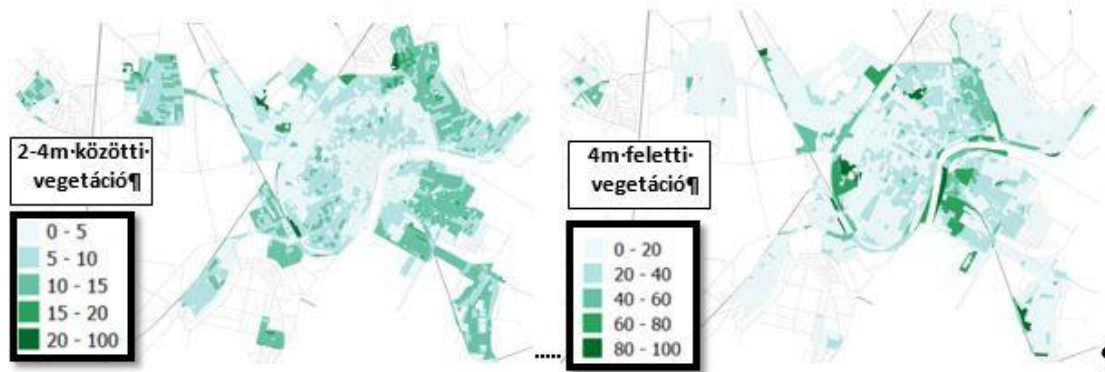 2-4m·közötti·
vegetáció¶
0 - 5
5 - 10
10 - 15
15 - 20
20 - 100
.....
4m·feletti·
vegetáció¶
0 - 20
20 - 40
40 - 60
60 - 80
80 - 100